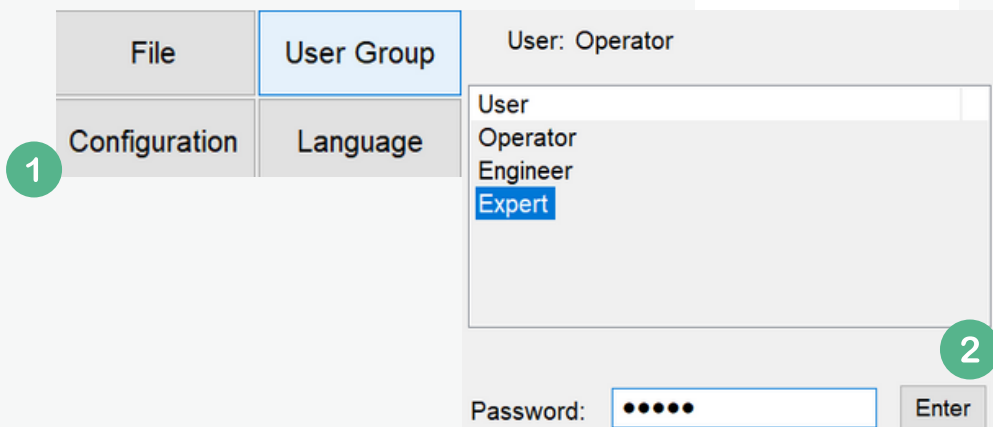 File
User Group
Configuration
Language
1
User: Operator
User
Operator
Engineer
Expert
2
Password:
•••••
Enter